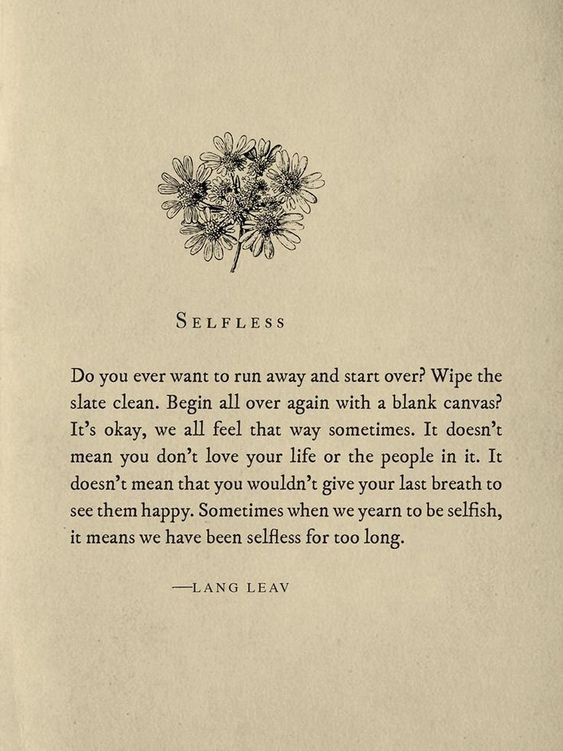 SELFLESS
Do you ever want to run away and start over? Wipe the
slate clean. Begin all over again with a blank canvas?
It's okay, we all feel that way sometimes. It doesn't
mean you don't love your life or the people in it. It
doesn't mean that you wouldn't give your last breath to
see them happy. Sometimes when we yearn to be selfish,
it means we have been selfless for too long.
—LANG LEAV